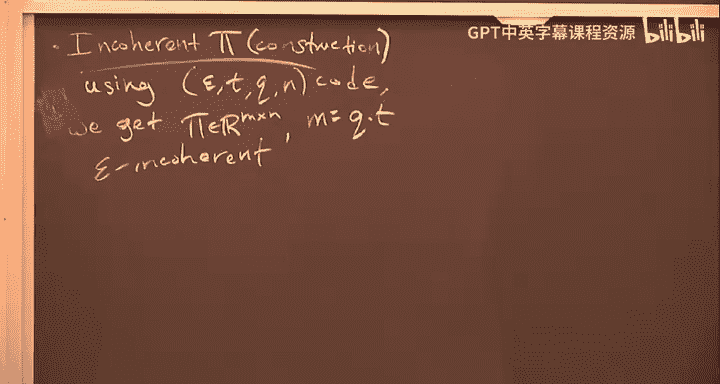 · Incoherent Π (construction)
using (ε,t,q,n) code,
we get Π∈ℝ^{m×n}, m=q·t
ε-incoherent
GPT中英字幕课程资源 bilibili